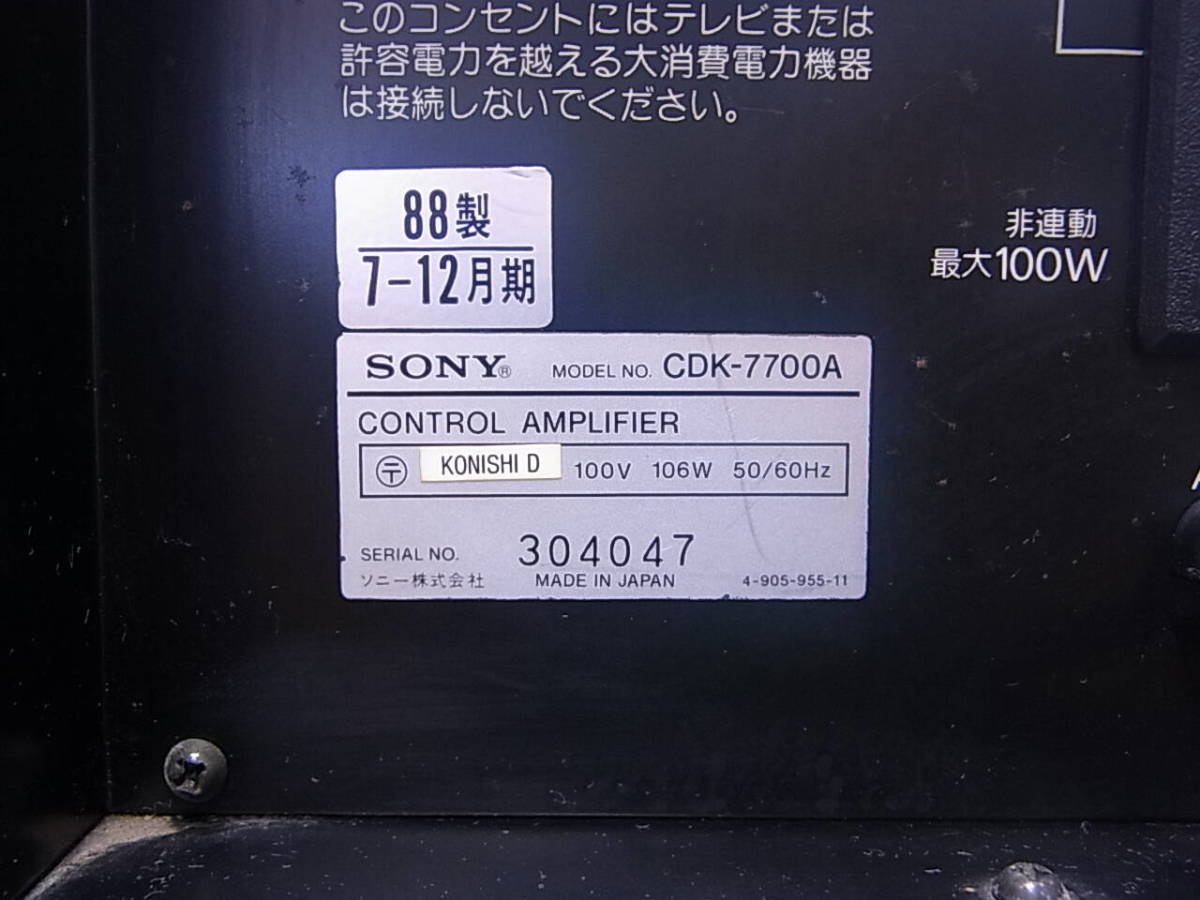 このコンセントにはテレビまたは
許容電力を越える大消費電力機器
は接続しないでください。
88製
7-12月期
非連動
最大100W
SONY® MODEL NO. CDK-7700A
CONTROL AMPLIFIER
〒 KONISHI D 100V 106W 50/60Hz
SERIAL NO. 304047
ソニー株式会社 MADE IN JAPAN 4-905-955-11